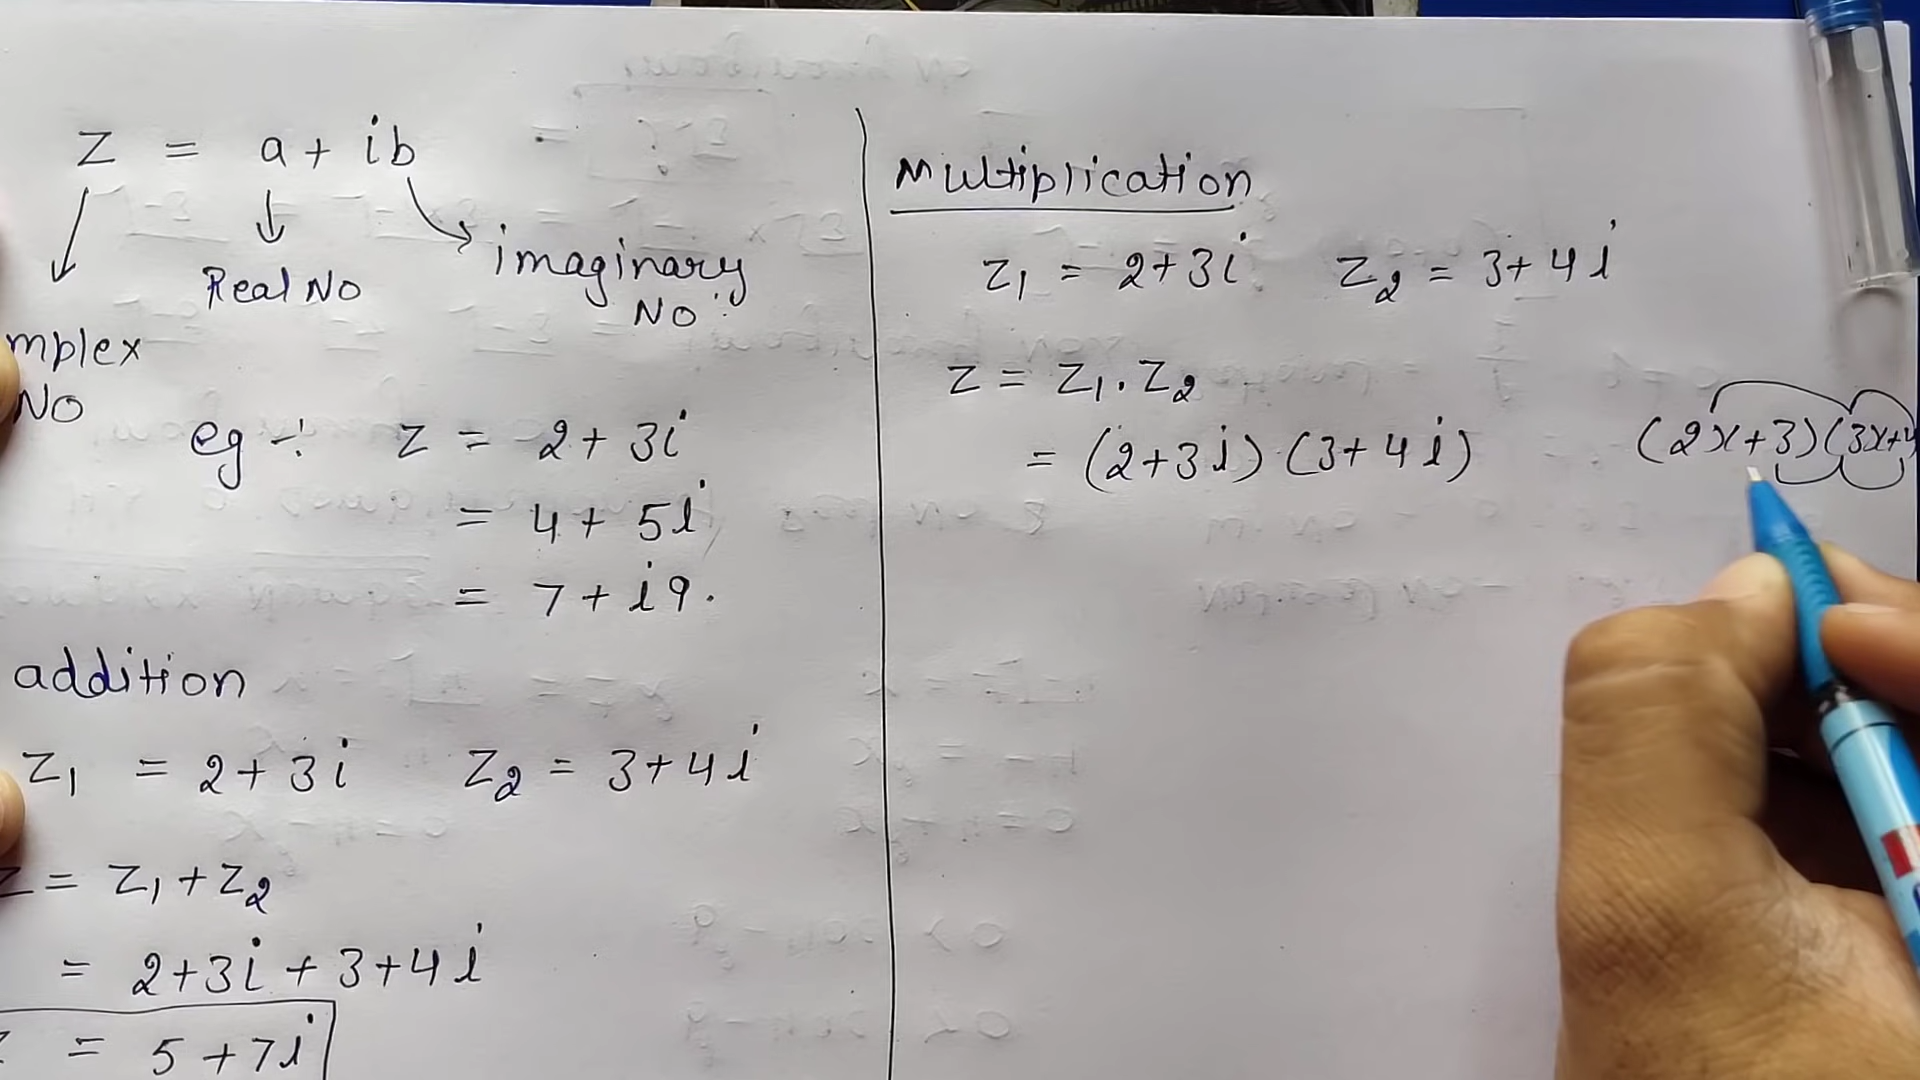 z = a + ib
Real No
imaginary
No.
mplex
No
eg ÷ z = 2 + 3i
= 4 + 5i
= 7 + i9.
addition
z1 = 2 + 3i z2 = 3 + 4i
z = z1 + z2
= 2 + 3i + 3 + 4i
= 5 + 7i
Multiplication
z1 = 2 + 3i z2 = 3 + 4i
z = z1 . z2
= (2 + 3i) (3 + 4i) (2x + 3) (3x + 4